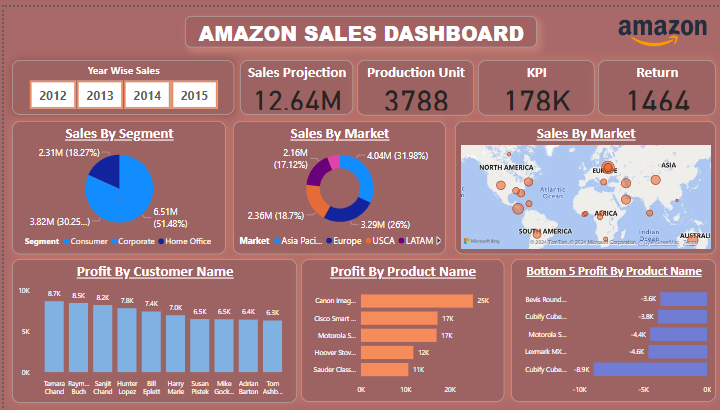 AMAZON SALES DASHBOARD
amazon
Year Wise Sales
2012 2013 2014 2015
Sales Projection
12.64M
Production Unit
3788
KPI
178K
Return
1464
Sales By Segment
2.31M (18.27%)
3.82M (30.25...)
6.51M
(51.48%)
Segment Consumer Corporate Home Office
Sales By Market
2.16M
(17.12%)
4.04M (31.98%)
2.36M (18.7%)
3.29M (26%)
Market Asia Paci... Europe USCA LATAM
Sales By Market
NORTH AMERICA
EUROPE
ASIA
Atlantic
Ocean
AFRICA
SOUTH AMERICA
Indian
Ocean
AUSTRALI
Microsoft Bing
© 2024 TomTom, © 2024 Microsoft Corporation, © OpenStreetMap Terms
Profit By Customer Name
10K
5K
0K
8.7K 8.5K 8.2K 7.8K 7.4K 7.0K 6.5K 6.5K 6.4K 6.3K
Tamara Raym... Sanjit Hunter Bill Harry Susan Mike Adrian Tom
Chand Buch Chand Lopez Eplett Marie Pistek Gock... Barton Ashb...
Profit By Product Name
Canon Imag... 25K
Cisco Smart ... 17K
Motorola S... 17K
Hoover Stov... 12K
Sauder Class... 11K
0K 10K 20K
Bottom 5 Profit By Product Name
Bevis Round... -3.6K
Cubify Cube... -3.8K
Motorola S... -4.4K
Lexmark MX... -4.6K
Cubify Cube... -8.9K
-10K -5K 0K